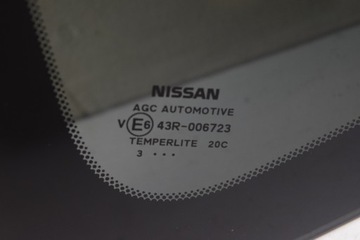 NISSAN
AGC AUTOMOTIVE
V E6 43R-006723
TEMPERLITE 20C
3 ...